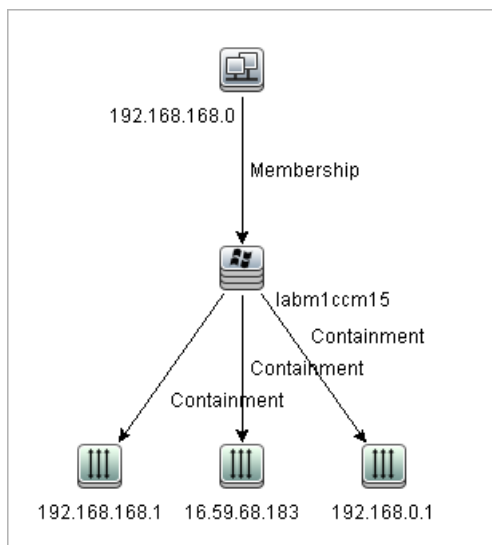 192.168.168.0
Membership
labm1ccm15
Containment
Containment
Containment
192.168.168.1
16.59.68.183
192.168.0.1